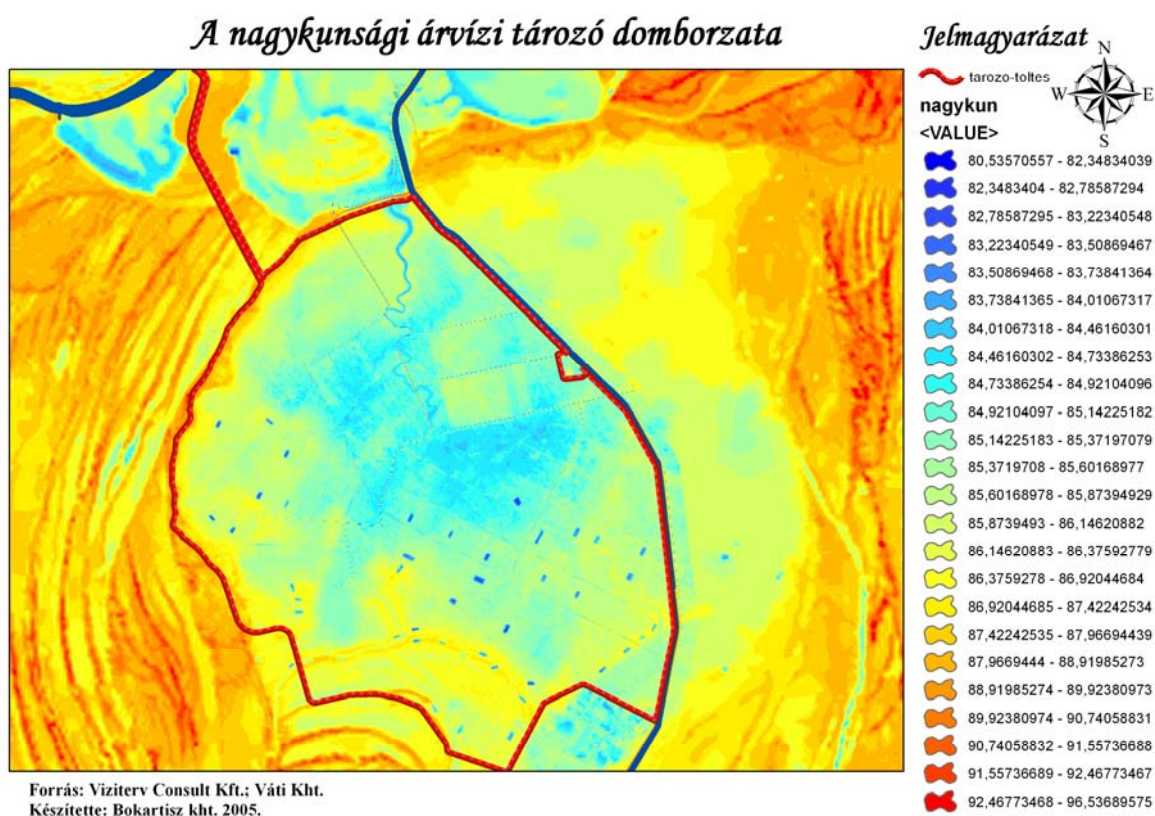 A nagykunsági árvízi tározó domborzata
Jelmagyarázat
N
W E
S
tarozo-toltes
nagykun
<VALUE>
80,53570557 - 82,34834039
82,3483404 - 82,78587294
82,78587295 - 83,22340548
83,22340549 - 83,50869467
83,50869468 - 83,73841364
83,73841365 - 84,01067317
84,01067318 - 84,46160301
84,46160302 - 84,73386253
84,73386254 - 84,92104096
84,92104097 - 85,14225182
85,14225183 - 85,37197079
85,3719708 - 85,60168977
85,60168978 - 85,87394929
85,8739493 - 86,14620882
86,14620883 - 86,37592779
86,3759278 - 86,92044684
86,92044685 - 87,42242534
87,42242535 - 87,96694439
87,9669444 - 88,91985273
88,91985274 - 89,92380973
89,92380974 - 90,74058831
90,74058832 - 91,55736688
91,55736689 - 92,46773467
92,46773468 - 96,53689575
Forrás: Viziterv Consult Kft.; Váti Kht.
Készítette: Bokartisz kht. 2005.